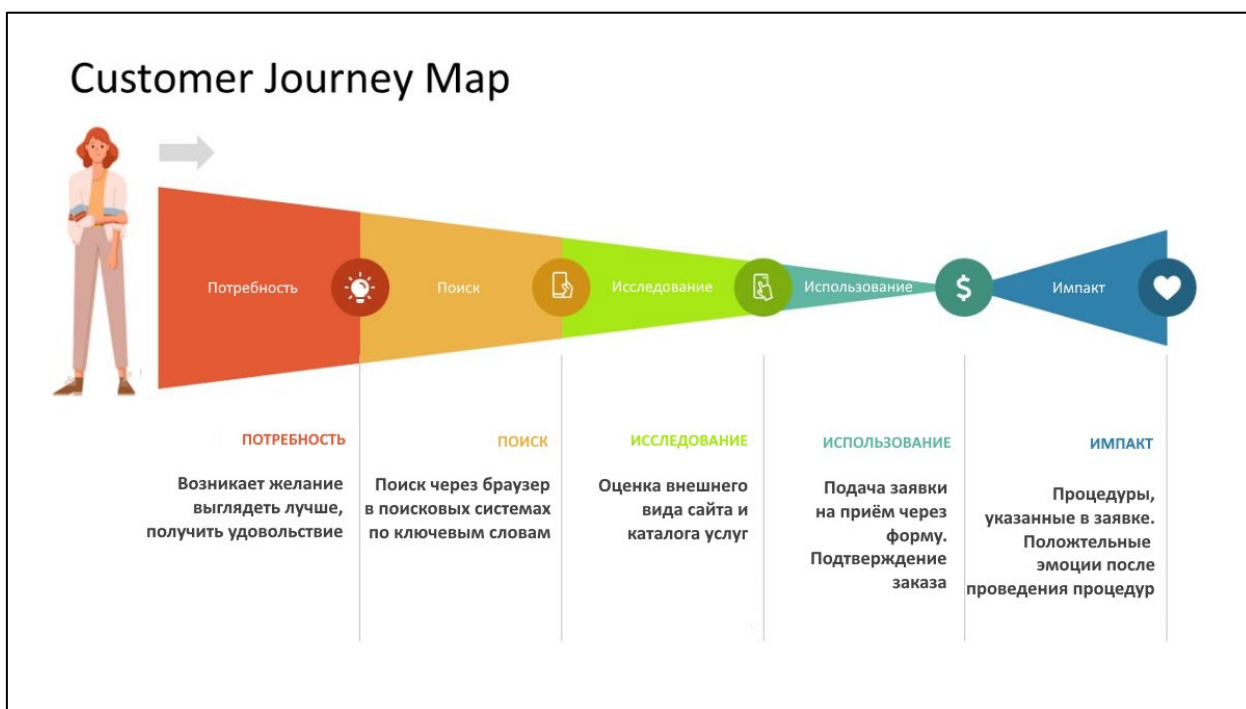 Customer Journey Map
Потребность
Поиск
Исследование
Использование
$
Импакт
ПОТРЕБНОСТЬ
Возникает желание
выглядеть лучше,
получить удовольствие
ПОИСК
Поиск через браузер
в поисковых системах
по ключевым словам
ИССЛЕДОВАНИЕ
Оценка внешнего
вида сайта и
каталога услуг
ИСПОЛЬЗОВАНИЕ
Подача заявки
на приём через
форму.
Подтверждение
заказа
ИМПАКТ
Процедуры,
указанные в заявке.
Положтельные
эмоции после
проведения процедур